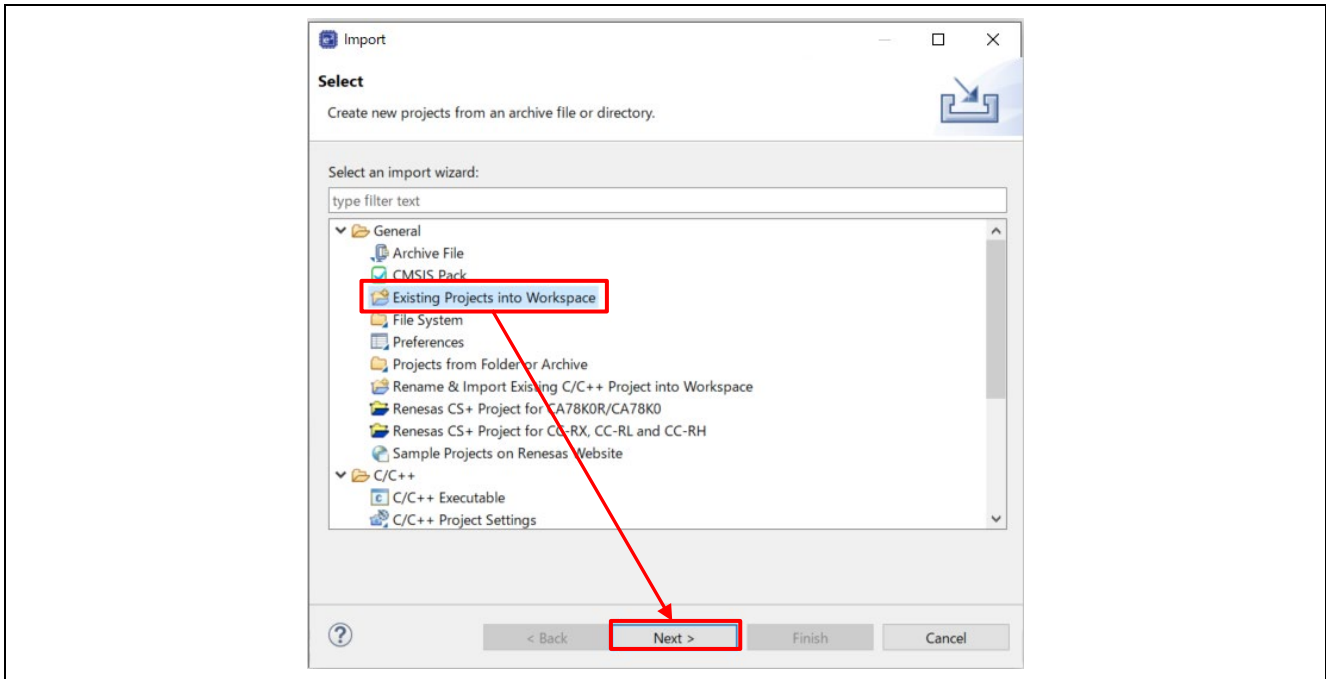 Import
Select
Create new projects from an archive file or directory.
Select an import wizard:
type filter text
General
Archive File
CMSIS Pack
Existing Projects into Workspace
File System
Preferences
Projects from Folder or Archive
Rename & Import Existing C/C++ Project into Workspace
Renesas CS+ Project for CA78K0R/CA78K0
Renesas CS+ Project for CC-RX, CC-RL and CC-RH
Sample Projects on Renesas Website
C/C++
C/C++ Executable
C/C++ Project Settings
< Back Next > Finish Cancel